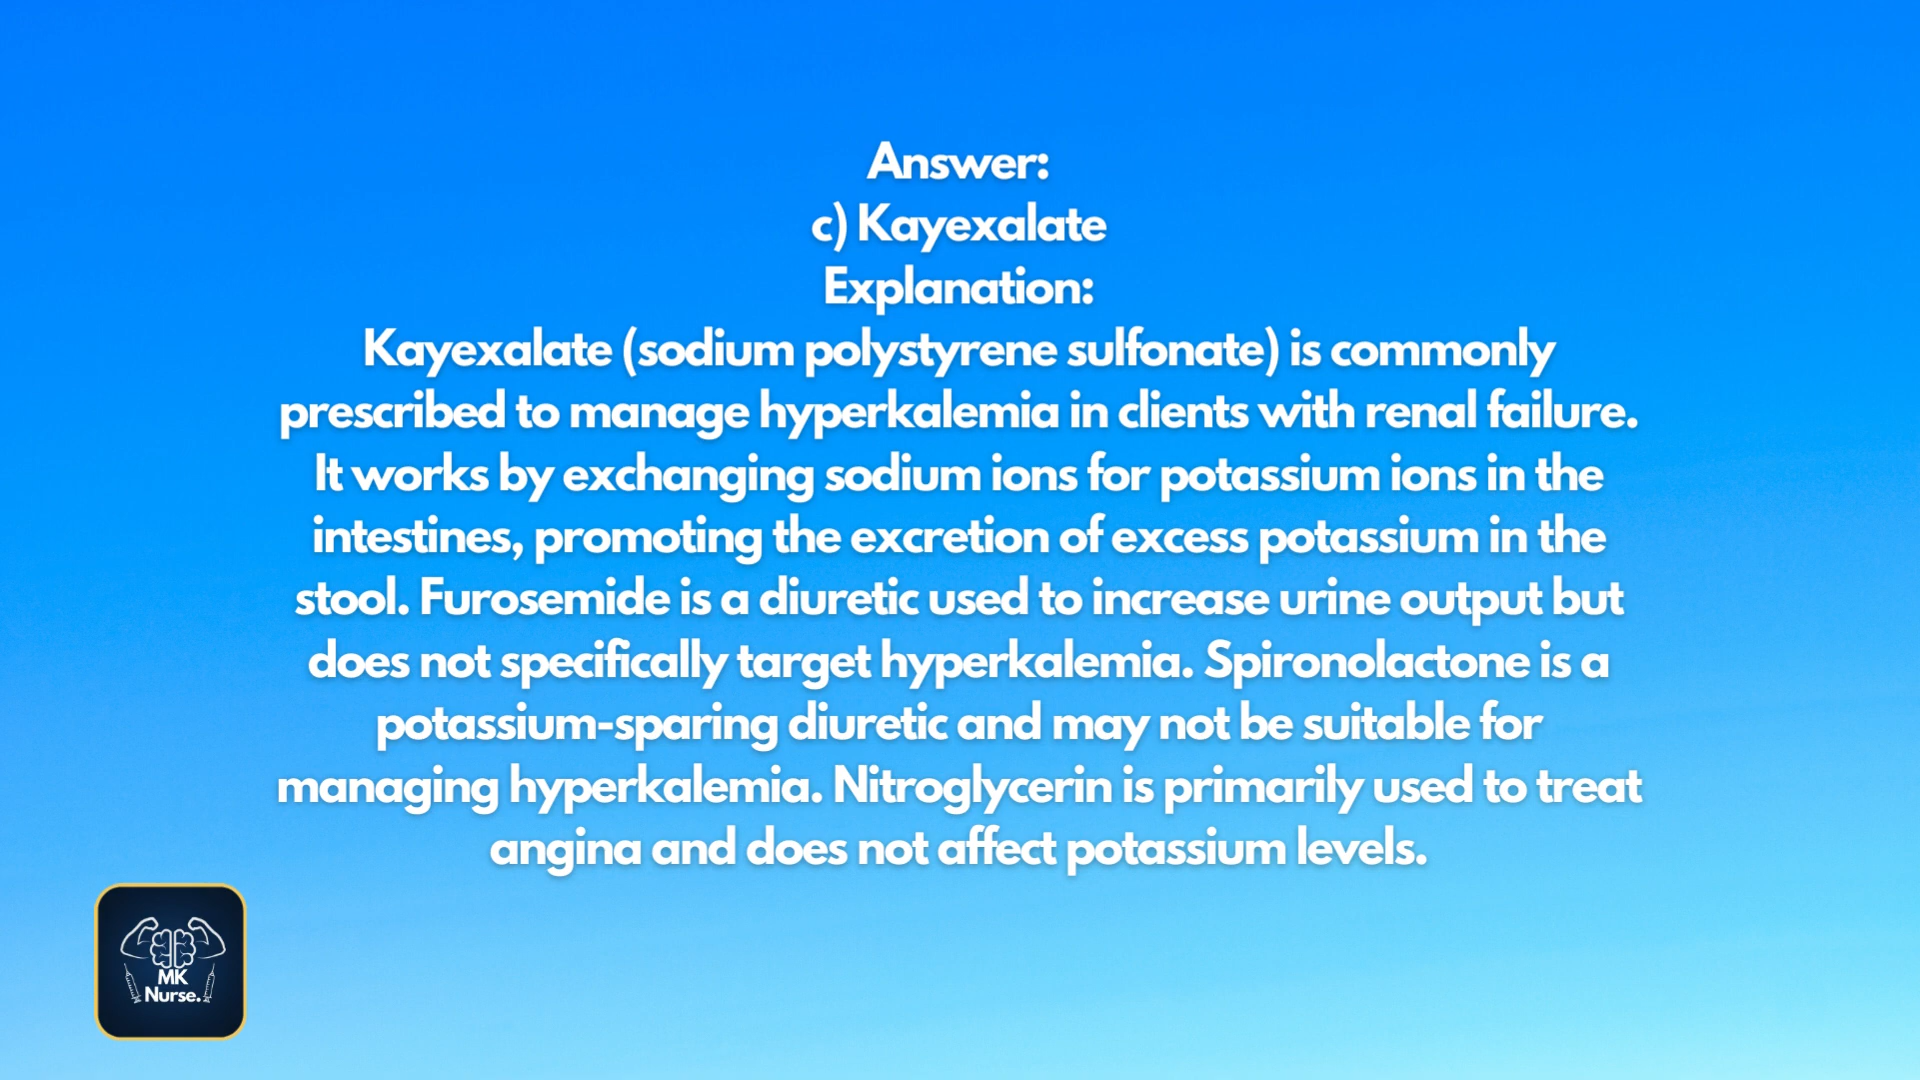 Answer:
c) Kayexalate
Explanation:
Kayexalate (sodium polystyrene sulfonate) is commonly
prescribed to manage hyperkalemia in clients with renal failure.
It works by exchanging sodium ions for potassium ions in the
intestines, promoting the excretion of excess potassium in the
stool. Furosemide is a diuretic used to increase urine output but
does not specifically target hyperkalemia. Spironolactone is a
potassium-sparing diuretic and may not be suitable for
managing hyperkalemia. Nitroglycerin is primarily used to treat
angina and does not affect potassium levels.
MK
Nurse.